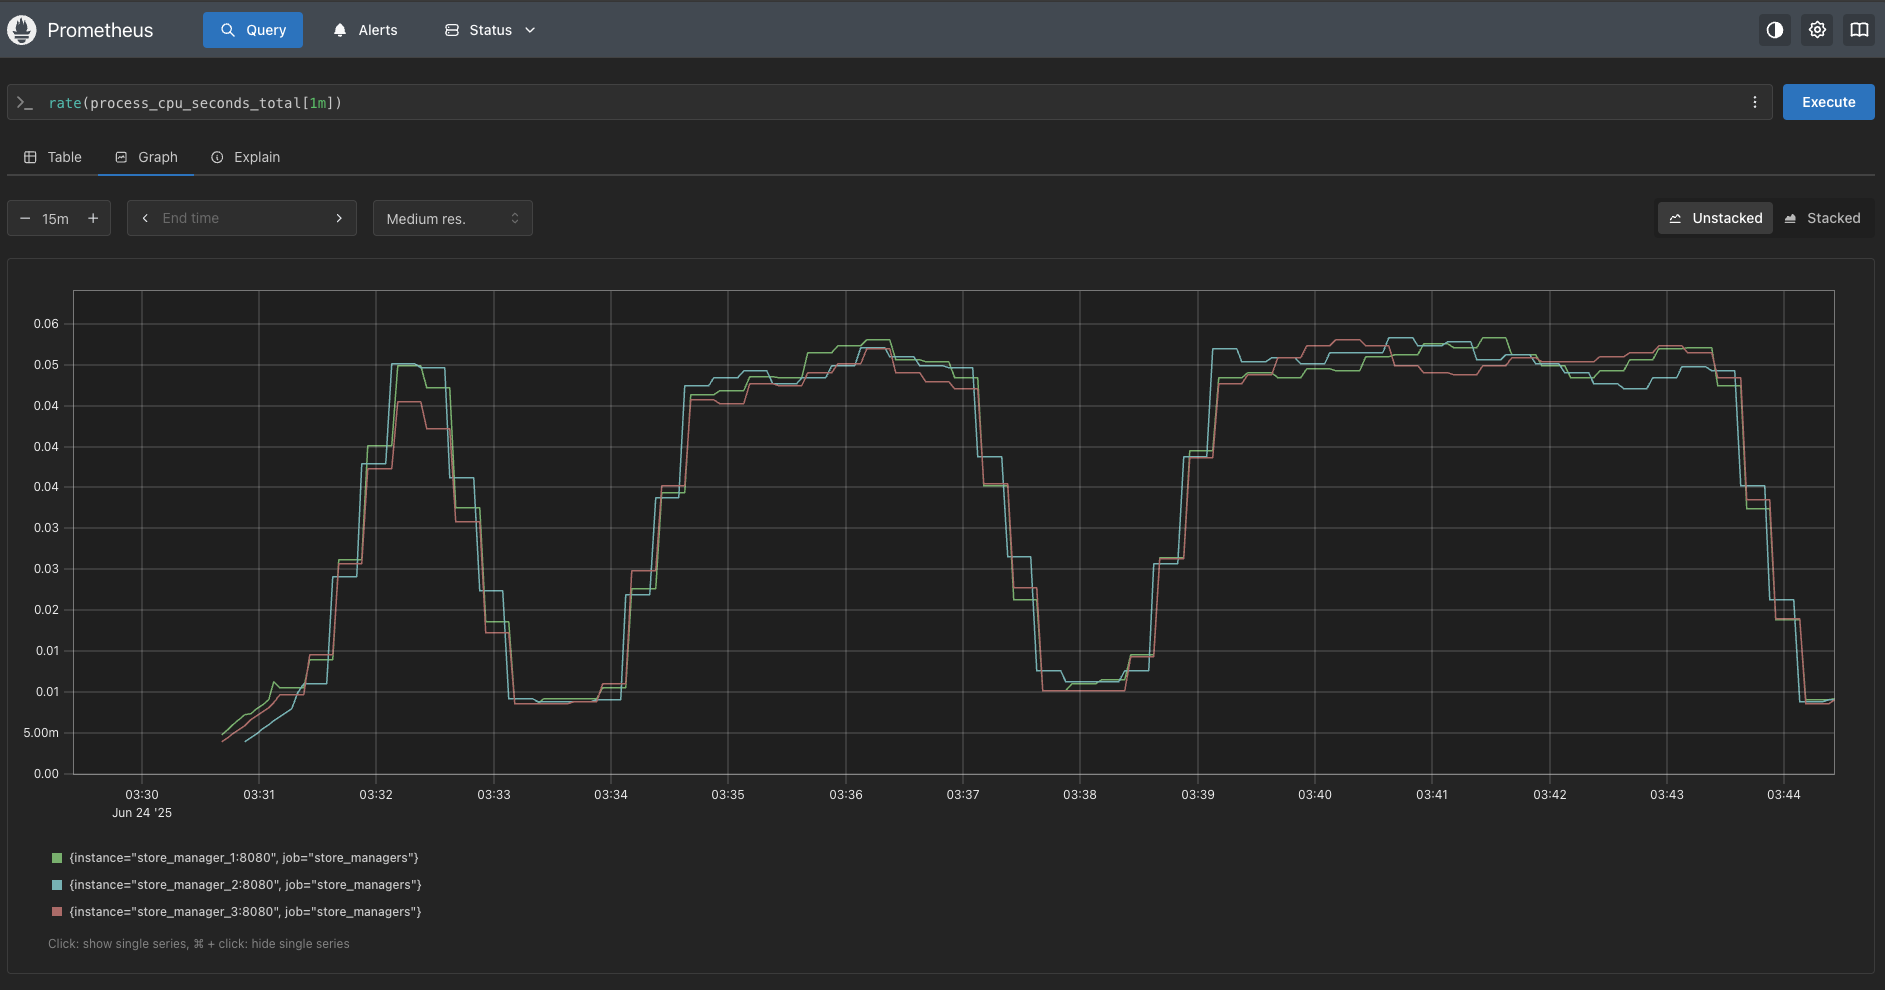 Prometheus Query Alerts Status
>_ rate(process_cpu_seconds_total[1m]) Execute
Table Graph Explain
− 15m + < End time > Medium res. Unstacked Stacked
0.06
0.05
0.04
0.04
0.04
0.03
0.03
0.02
0.01
0.01
5.00m
0.00
03:30 03:31 03:32 03:33 03:34 03:35 03:36 03:37 03:38 03:39 03:40 03:41 03:42 03:43 03:44
Jun 24 '25
{instance="store_manager_1:8080", job="store_managers"}
{instance="store_manager_2:8080", job="store_managers"}
{instance="store_manager_3:8080", job="store_managers"}
Click: show single series, ⌘ + click: hide single series